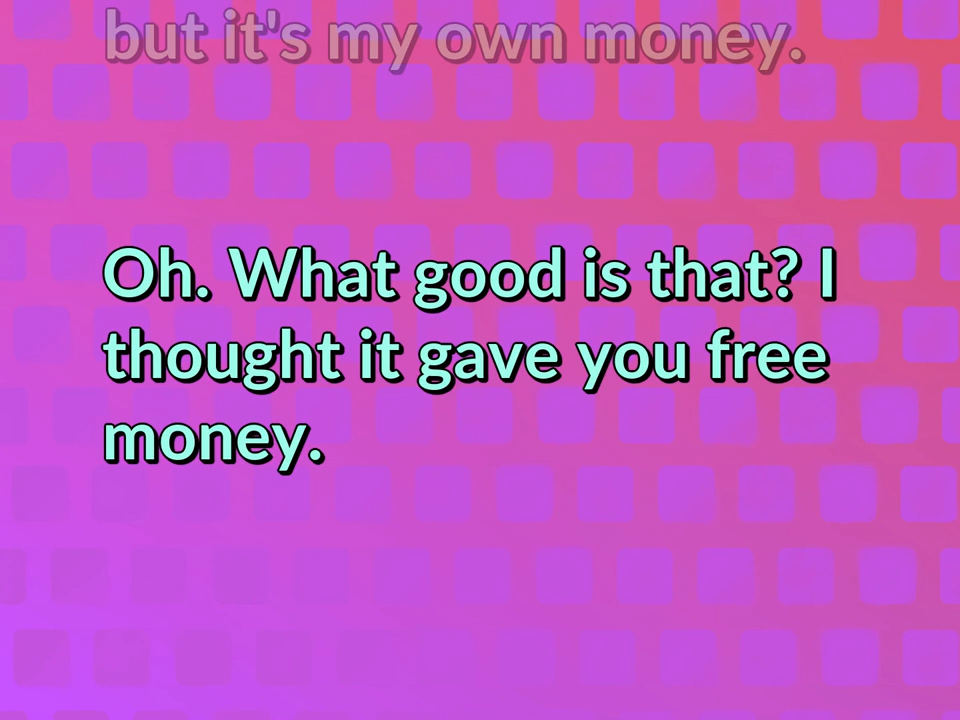 but it's my own money.
Oh. What good is that? I
thought it gave you free
money.